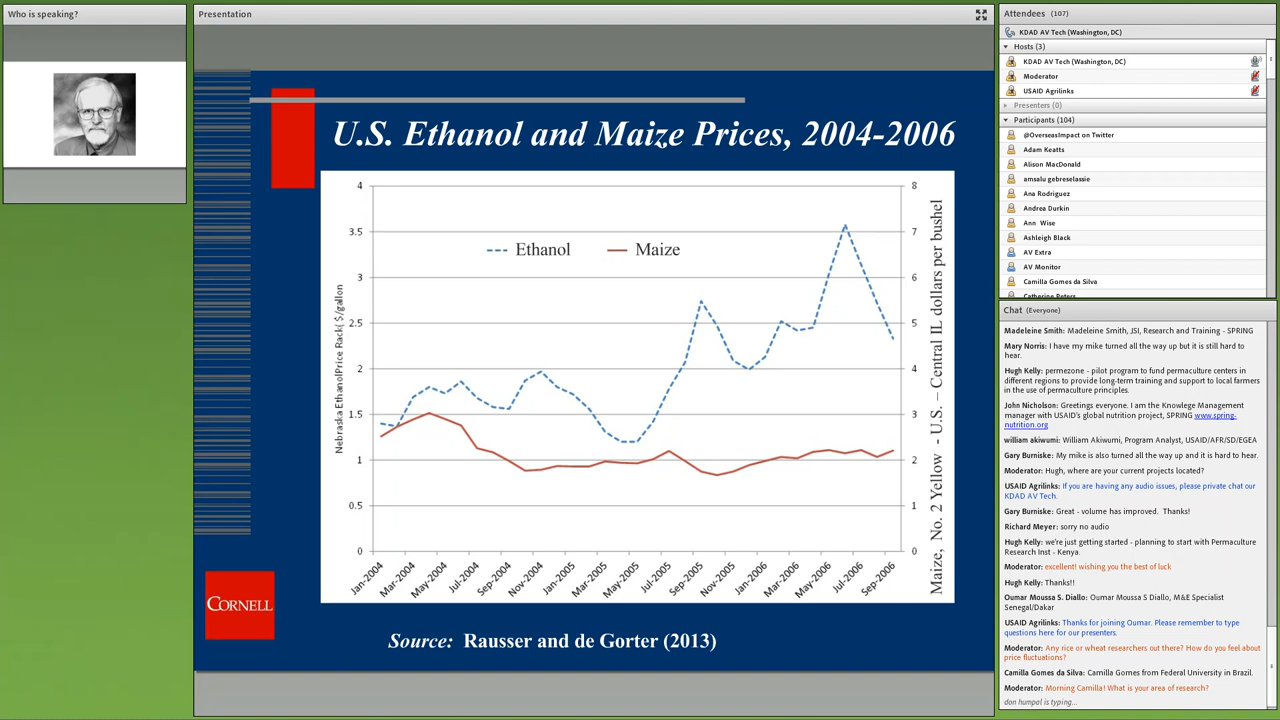 Who is speaking?
Presentation
U.S. Ethanol and Maize Prices, 2004-2006
4
3.5
3
2.5
2
1.5
1
0.5
0
Nebraska EthanolPrice Rack( $/gallon
Ethanol
Maize
8
7
6
5
4
3
2
1
0
Maize, No. 2 Yellow - U.S. – Central IL dollars per bushel
Jan-2004
Mar-2004
May-2004
Jul-2004
Sep-2004
Nov-2004
Jan-2005
Mar-2005
May-2005
Jul-2005
Sep-2005
Nov-2005
Jan-2006
Mar-2006
May-2006
Jul-2006
Sep-2006
CORNELL
Source: Rausser and de Gorter (2013)
Attendees (107)
KDAD AV Tech (Washington, DC)
Hosts (3)
KDAD AV Tech (Washington, DC)
Moderator
USAID Agrilinks
Presenters (0)
Participants (104)
@OverseasImpact on Twitter
Adam Keatts
Alison MacDonald
amsalu gebreselassie
Ana Rodriguez
Andrea Durkin
Ann Wise
Ashleigh Black
AV Extra
AV Monitor
Camilla Gomes da Silva
Catherine Peters
Chat (Everyone)
Madeleine Smith: Madeleine Smith, JSI, Research and Training - SPRING
Mary Norris: I have my mike turned all the way up but it is still hard to
hear.
Hugh Kelly: permezone - pilot program to fund permaculture centers in
different regions to provide long-term training and support to local farmers
in the use of permaculture principles.
John Nicholson: Greetings everyone. I am the Knowlege Management
manager with USAID's global nutrition project, SPRING www.spring-
nutrition.org
william akiwumi: William Akiwumi, Program Analyst, USAID/AFR/SD/EGEA
Gary Burniske: My mike is also turned all the way up and it is hard to hear.
Moderator: Hugh, where are your current projects located?
USAID Agrilinks: If you are having any audio issues, please private chat our
KDAD AV Tech.
Gary Burniske: Great - volume has improved. Thanks!
Richard Meyer: sorry no audio
Hugh Kelly: we're just getting started - planning to start with Permaculture
Research Inst - Kenya.
Moderator: excellent! wishing you the best of luck
Hugh Kelly: Thanks!!
Oumar Moussa S. Diallo: Oumar Moussa S Diallo, M&E Specialist
Senegal/Dakar
USAID Agrilinks: Thanks for joining Oumar. Please remember to type
questions here for our presenters.
Moderator: Any rice or wheat researchers out there? How do you feel about
price fluctuations?
Camilla Gomes da Silva: Camilla Gomes from Federal University in Brazil.
Moderator: Morning Camilla! What is your area of research?
don humpal is typing...